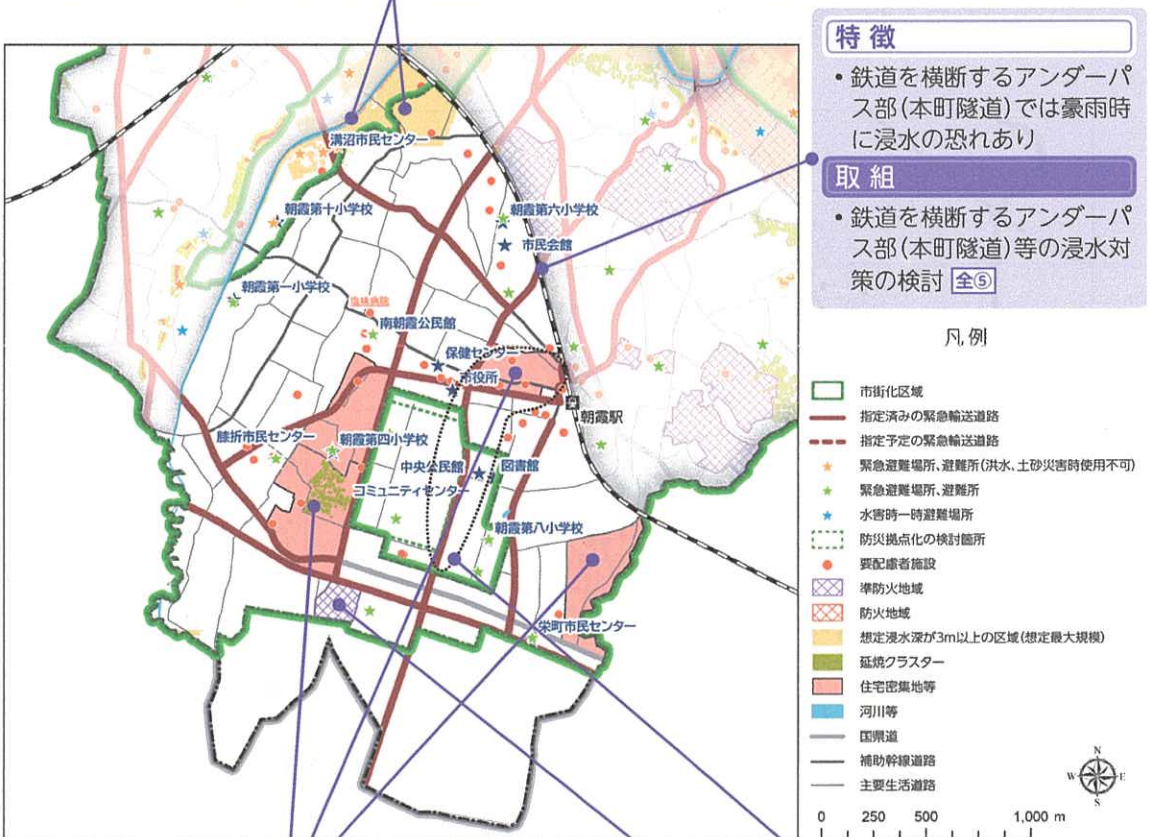 特徴
・鉄道を横断するアンダーパ
ス部(本町隧道)では豪雨時
に浸水の恐れあり
取組
・鉄道を横断するアンダーパ
ス部(本町隧道)等の浸水対
策の検討 全⑤
溝沼市民センター
朝霞第十小学校
朝霞第六小学校
市民会館
朝霞第一小学校
塩味病院
南朝霞公民館
保健センター
市役所
朝霞駅
膝折市民センター
朝霞第四小学校
中央公民館
図書館
コミュニティセンター
朝霞第八小学校
栄町市民センター
凡例
市街化区域
指定済みの緊急輸送道路
指定予定の緊急輸送道路
緊急避難場所、避難所(洪水、土砂災害時使用不可)
緊急避難場所、避難所
水害時一時避難場所
防災拠点化の検討箇所
要配慮者施設
準防火地域
防火地域
想定浸水深が3m以上の区域(想定最大規模)
延焼クラスター
住宅密集地等
河川等
国県道
補助幹線道路
主要生活道路
N
W E
S
0 250 500 1,000 m